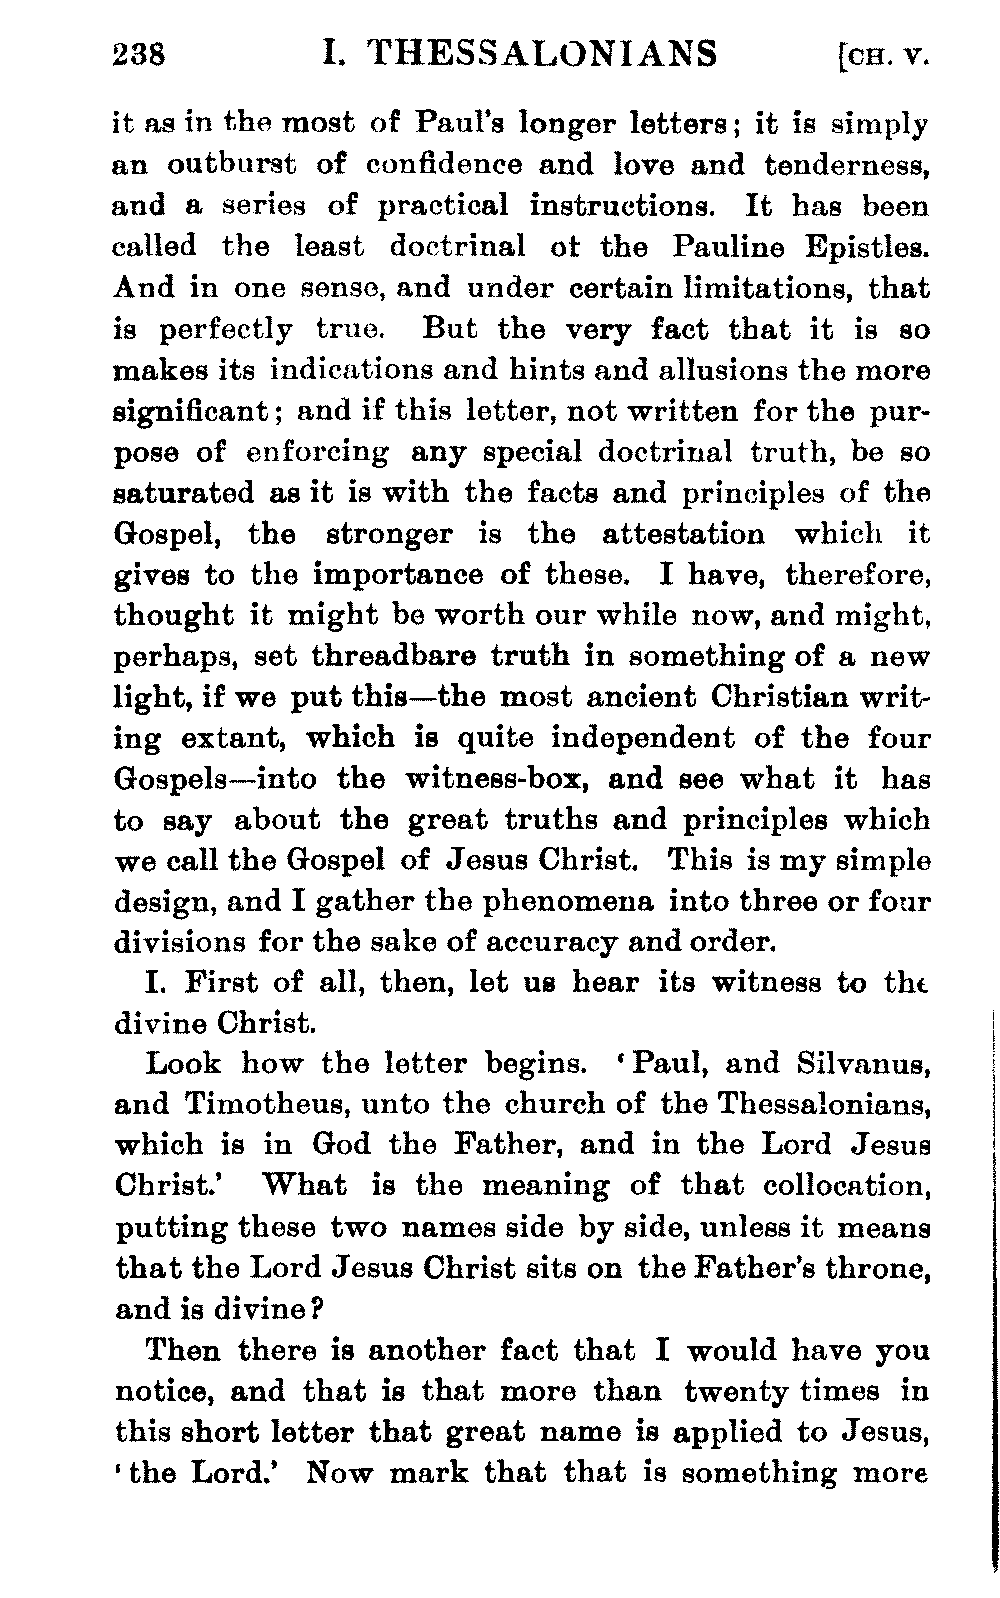 238 I. THESSALONIANS [CH. V.
it as in the most of Paul's longer letters; it is simply
an outburst of confidence and love and tenderness,
and a series of practical instructions. It has been
called the least doctrinal of the Pauline Epistles.
And in one sense, and under certain limitations, that
is perfectly true. But the very fact that it is so
makes its indications and hints and allusions the more
significant; and if this letter, not written for the pur-
pose of enforcing any special doctrinal truth, be so
saturated as it is with the facts and principles of the
Gospel, the stronger is the attestation which it
gives to the importance of these. I have, therefore,
thought it might be worth our while now, and might,
perhaps, set threadbare truth in something of a new
light, if we put this—the most ancient Christian writ-
ing extant, which is quite independent of the four
Gospels—into the witness-box, and see what it has
to say about the great truths and principles which
we call the Gospel of Jesus Christ. This is my simple
design, and I gather the phenomena into three or four
divisions for the sake of accuracy and order.
I. First of all, then, let us hear its witness to the
divine Christ.
Look how the letter begins. ‘Paul, and Silvanus,
and Timotheus, unto the church of the Thessalonians,
which is in God the Father, and in the Lord Jesus
Christ.’ What is the meaning of that collocation,
putting these two names side by side, unless it means
that the Lord Jesus Christ sits on the Father's throne,
and is divine?
Then there is another fact that I would have you
notice, and that is that more than twenty times in
this short letter that great name is applied to Jesus,
‘the Lord.’ Now mark that that is something more